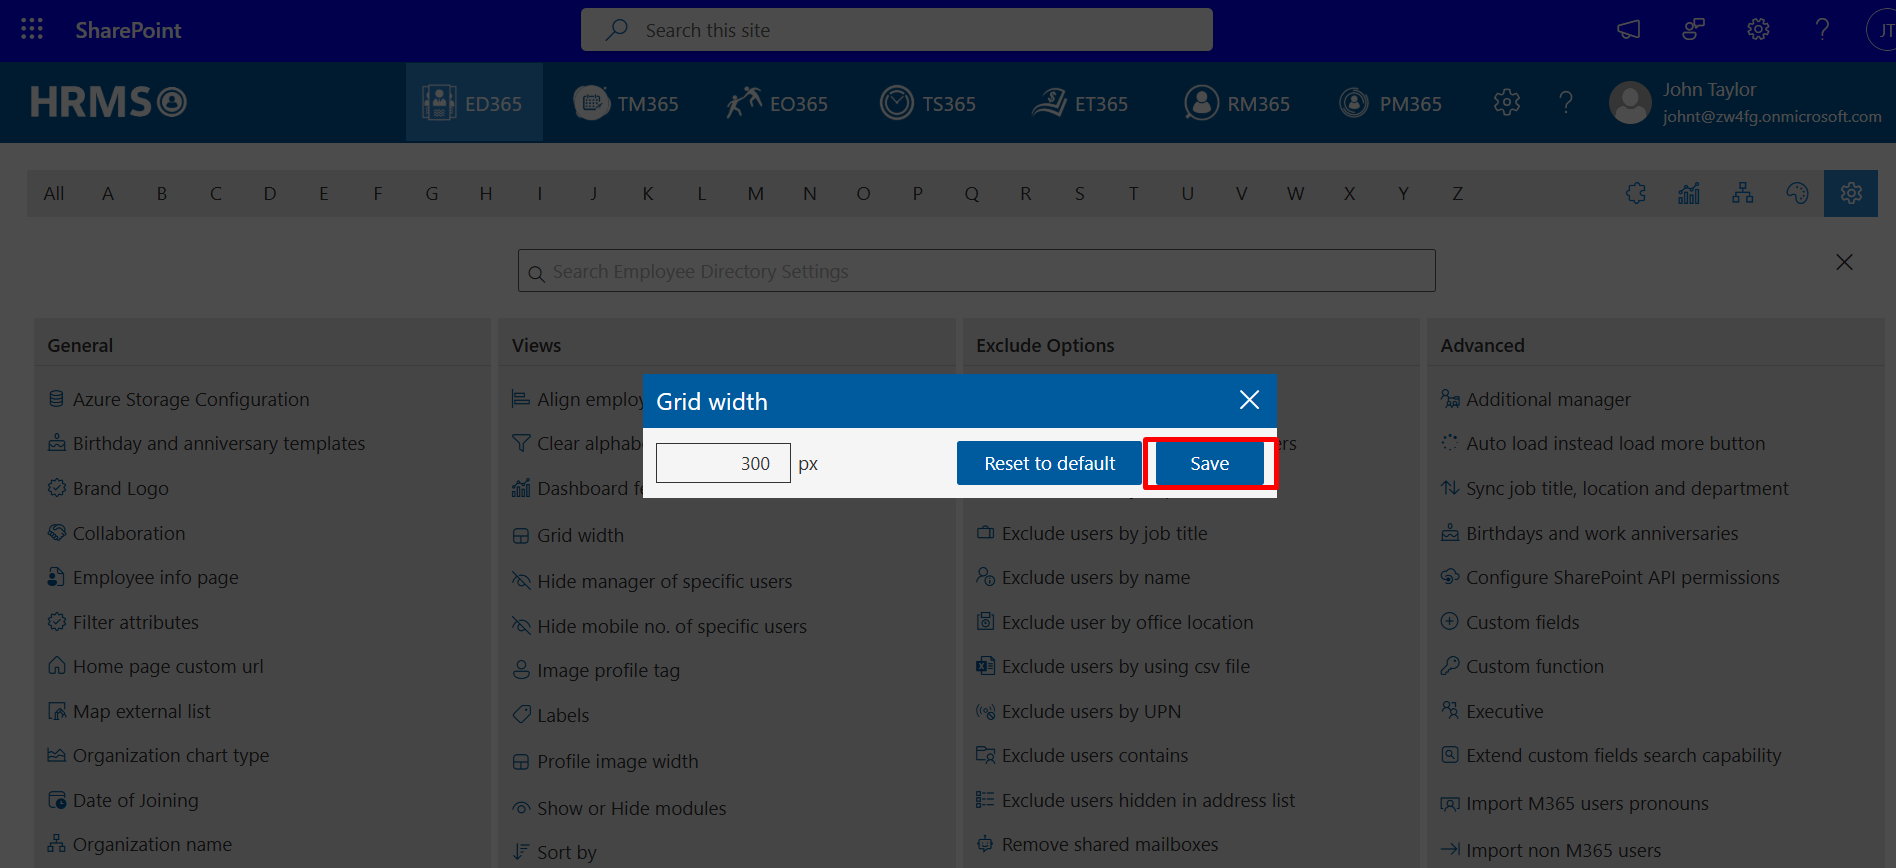 SharePoint
Search this site
JT
HRMS
ED365
TM365
EO365
TS365
ET365
RM365
PM365
John Taylor
johnt@zw4fg.onmicrosoft.com
All A B C D E F G H I J K L M N O P Q R S T U V W X Y Z
Search Employee Directory Settings
General
Azure Storage Configuration
Birthday and anniversary templates
Brand Logo
Collaboration
Employee info page
Filter attributes
Home page custom url
Map external list
Organization chart type
Date of Joining
Organization name
Views
Align employ
Clear alphab
Dashboard fe
Grid width
Hide manager of specific users
Hide mobile no. of specific users
Image profile tag
Labels
Profile image width
Show or Hide modules
Sort by
Grid width
300 px
Reset to default
Save
Exclude Options
rs
Exclude users by job title
Exclude users by name
Exclude user by office location
Exclude users by using csv file
Exclude users by UPN
Exclude users contains
Exclude users hidden in address list
Remove shared mailboxes
Advanced
Additional manager
Auto load instead load more button
Sync job title, location and department
Birthdays and work anniversaries
Configure SharePoint API permissions
Custom fields
Custom function
Executive
Extend custom fields search capability
Import M365 users pronouns
Import non M365 users